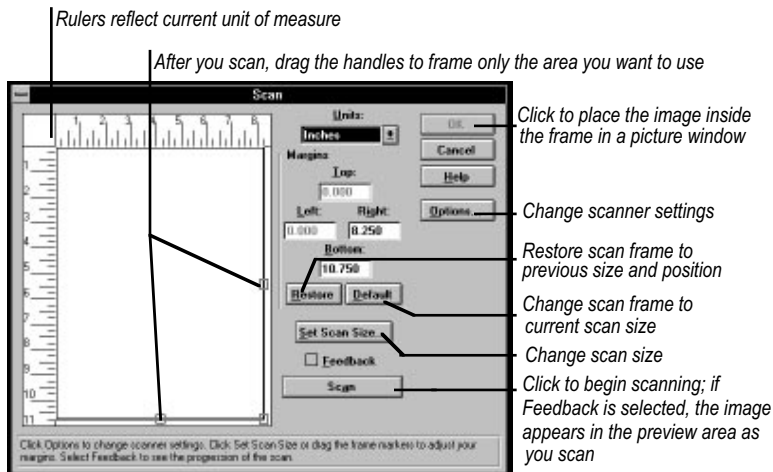 Rulers reflect current unit of measure
After you scan, drag the handles to frame only the area you want to use
Scan
1 2 3 4 5 6 7 8
Units:
Inches
OK
Click to place the image inside
the frame in a picture window
Cancel
Margins:
Top:
0.000
Help
Left: Right:
0.000 8.250
Options...
Change scanner settings
Bottom:
10.750
Restore scan frame to
previous size and position
Restore Default
Change scan frame to
current scan size
Set Scan Size...
Change scan size
Feedback
Scan
Click to begin scanning; if
Feedback is selected, the image
appears in the preview area as
you scan
1
2
3
4
5
6
7
8
9
10
11
Click Options to change scanner settings. Click Set Scan Size or drag the frame markers to adjust your
margins. Select Feedback to see the progression of the scan.